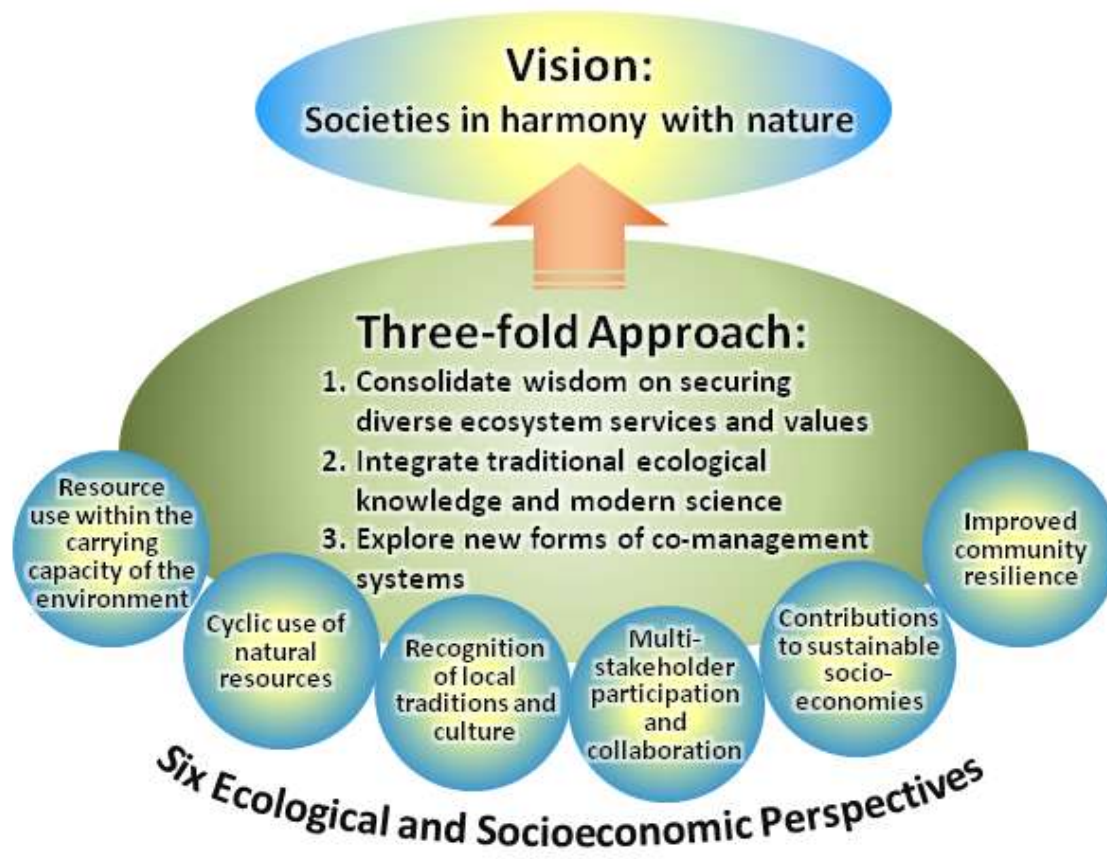 Vision:
Societies in harmony with nature
Three-fold Approach:
1. Consolidate wisdom on securing
diverse ecosystem services and values
2. Integrate traditional ecological
knowledge and modern science
3. Explore new forms of co-management
systems
Resource
use within the
carrying
capacity of the
environment
Cyclic use of
natural
resources
Recognition
of local
traditions and
culture
Multi-
stakeholder
participation
and
collaboration
Contributions
to sustainable
socio-
economies
Improved
community
resilience
Six Ecological and Socioeconomic Perspectives